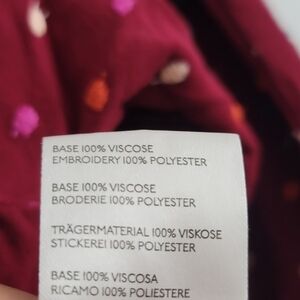 BASE 100% VISCOSE
EMBROIDERY 100% POLYESTER
BASE 100% VISCOSE
BRODERIE 100% POLYESTER
TRÄGERMATERIAL 100% VISKOSE
STICKEREI 100% POLYESTER
BASE 100% VISCOSA
RICAMO 100% POLIESTERE